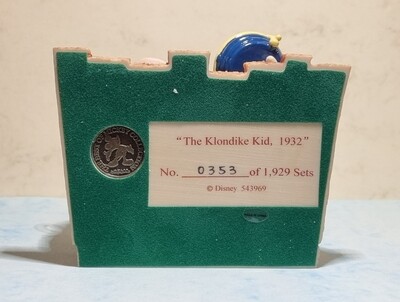 "The Klondike Kid, 1932"
No. 0353 of 1,929 Sets
© Disney 543969